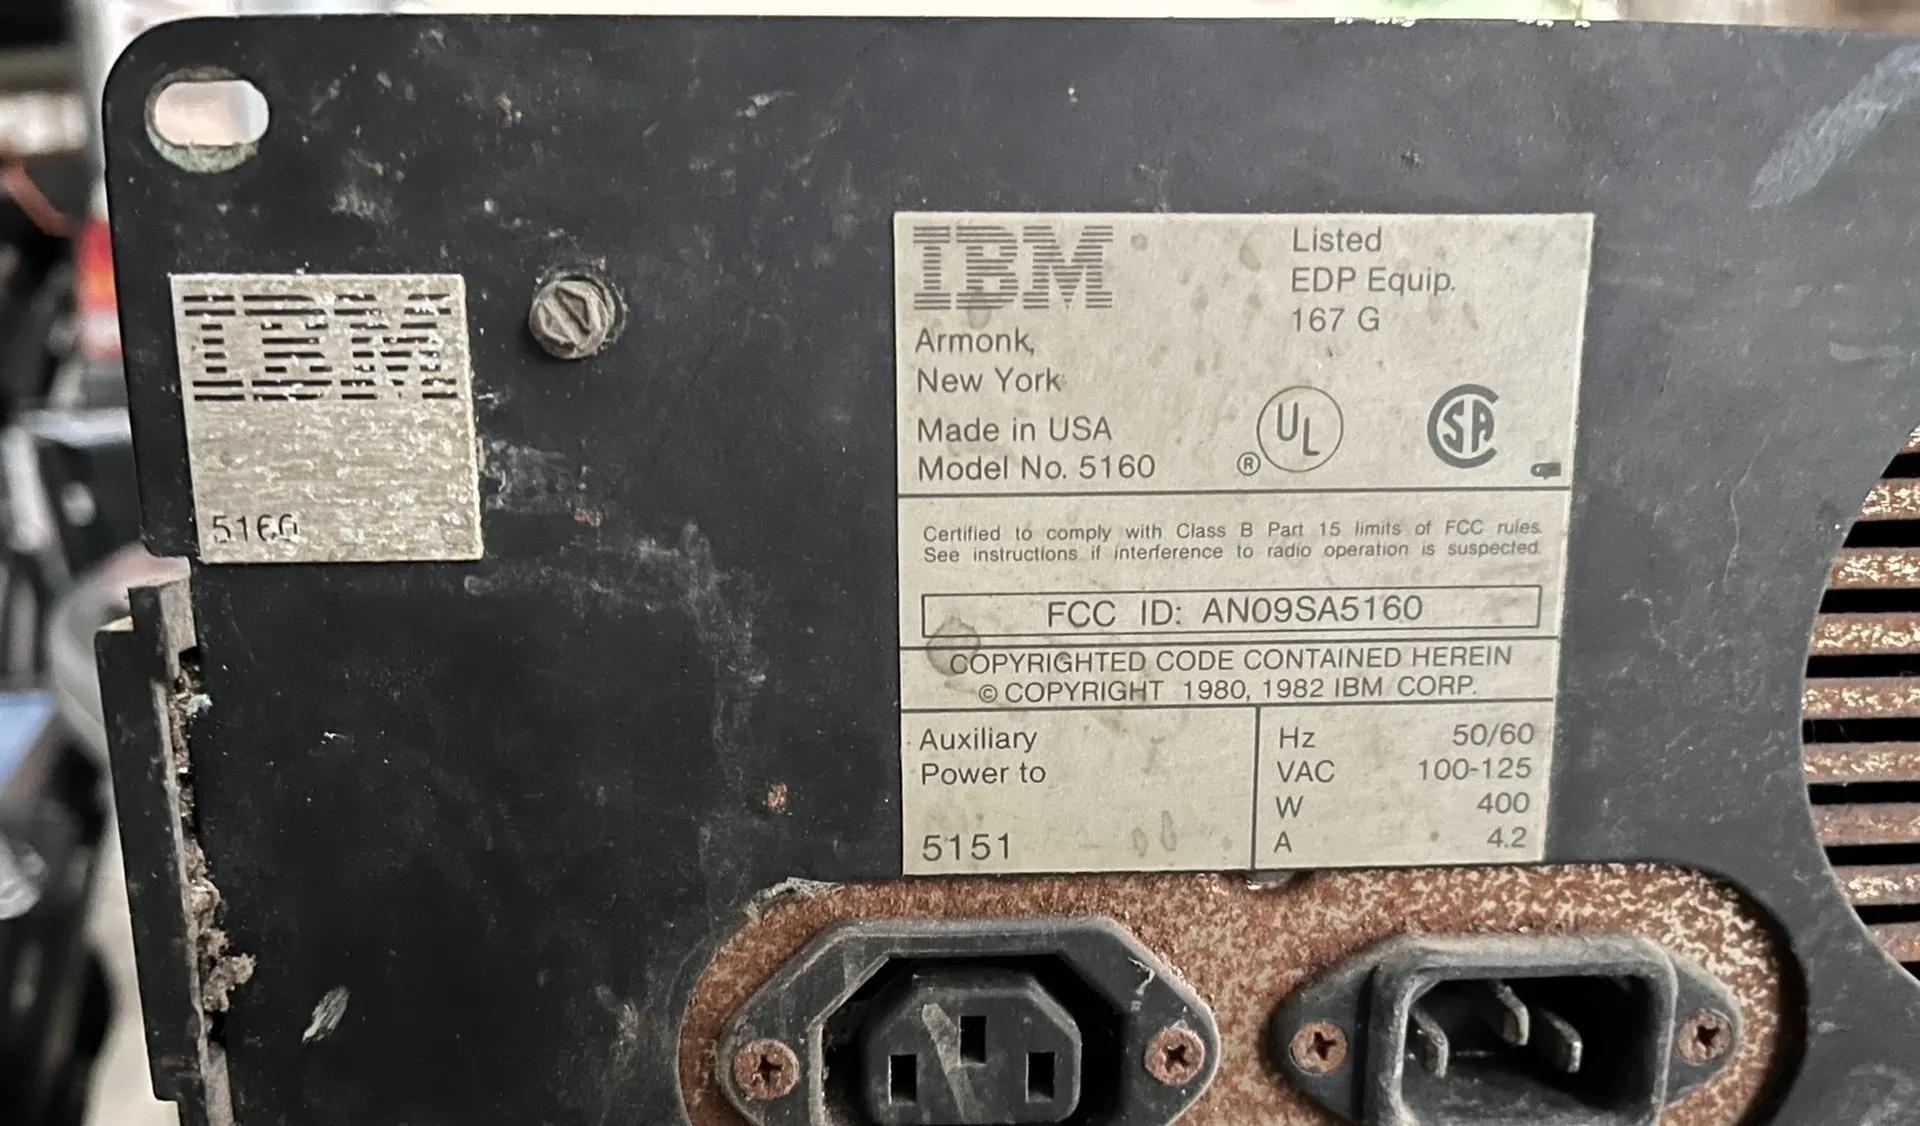 IBM
5160
IBM
Armonk,
New York
Made in USA
Model No. 5160
Listed
EDP Equip.
167 G
® UL
SA
Certified to comply with Class B Part 15 limits of FCC rules.
See instructions if interference to radio operation is suspected.
FCC ID: AN09SA5160
COPYRIGHTED CODE CONTAINED HEREIN
© COPYRIGHT 1980, 1982 IBM CORP.
Auxiliary
Power to
5151
Hz 50/60
VAC 100-125
W 400
A 4.2